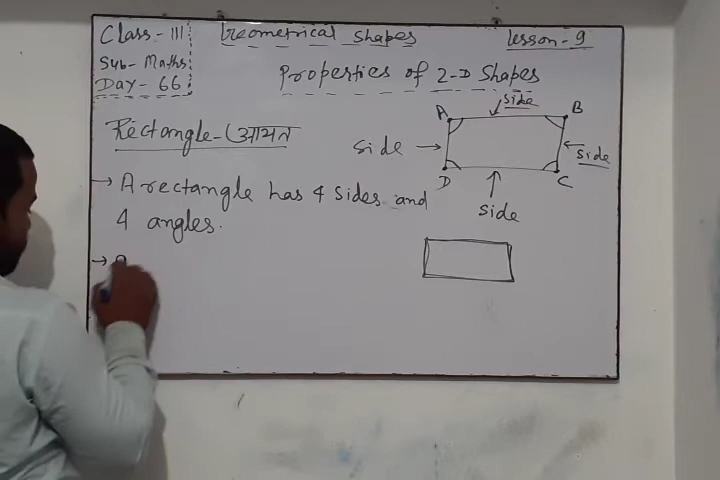 Class-III
Geometrical shapes
Lesson-9
Sub-Maths
Day-66
Properties of 2-D Shapes
Rectangle-(आयत
A
side
B
side
side
D
C
side
→ A rectangle has 4 sides and
4 angles.
→